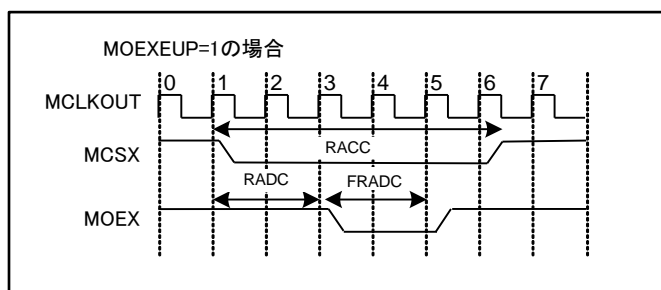 MOEXEUP=1の場合
0 1 2 3 4 5 6 7
MCLKOUT
RACC
MCSX
RADC FRADC
MOEX